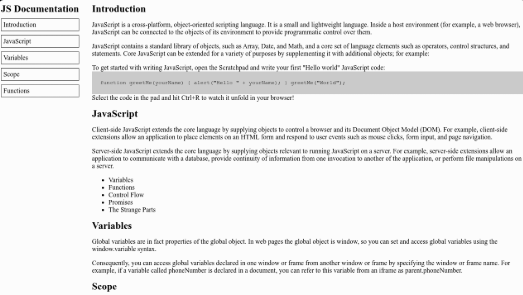 JS Documentation
Introduction
JavaScript
Variables
Scope
Functions
Introduction
JavaScript is a cross-platform, object-oriented scripting language. It is a small and lightweight language. Inside a host environment (for example, a web browser),
JavaScript can be connected to the objects of its environment to provide programmatic control over them.
JavaScript contains a standard library of objects, such as Array, Date, and Math, and a core set of language elements such as operators, control structures, and
statements. Core JavaScript can be extended for a variety of purposes by supplementing it with additional objects; for example:
To get started with writing JavaScript, open the Scratchpad and write your first "Hello world" JavaScript code:
function greetMe(yourName) { alert("Hello " + yourName); } greetMe("World");
Select the code in the pad and hit Ctrl+R to watch it unfold in your browser!
JavaScript
Client-side JavaScript extends the core language by supplying objects to control a browser and its Document Object Model (DOM). For example, client-side
extensions allow an application to place elements on an HTML form and respond to user events such as mouse clicks, form input, and page navigation.
Server-side JavaScript extends the core language by supplying objects relevant to running JavaScript on a server. For example, server-side extensions allow an
application to communicate with a database, provide continuity of information from one invocation to another of the application, or perform file manipulations on
a server.
• Variables
• Functions
• Control Flow
• Promises
• The Strange Parts
Variables
Global variables are in fact properties of the global object. In web pages the global object is window, so you can set and access global variables using the
window.variable syntax.
Consequently, you can access global variables declared in one window or frame from another window or frame by specifying the window or frame name. For
example, if a variable called phoneNumber is declared in a document, you can refer to this variable from an iframe as parent.phoneNumber.
Scope